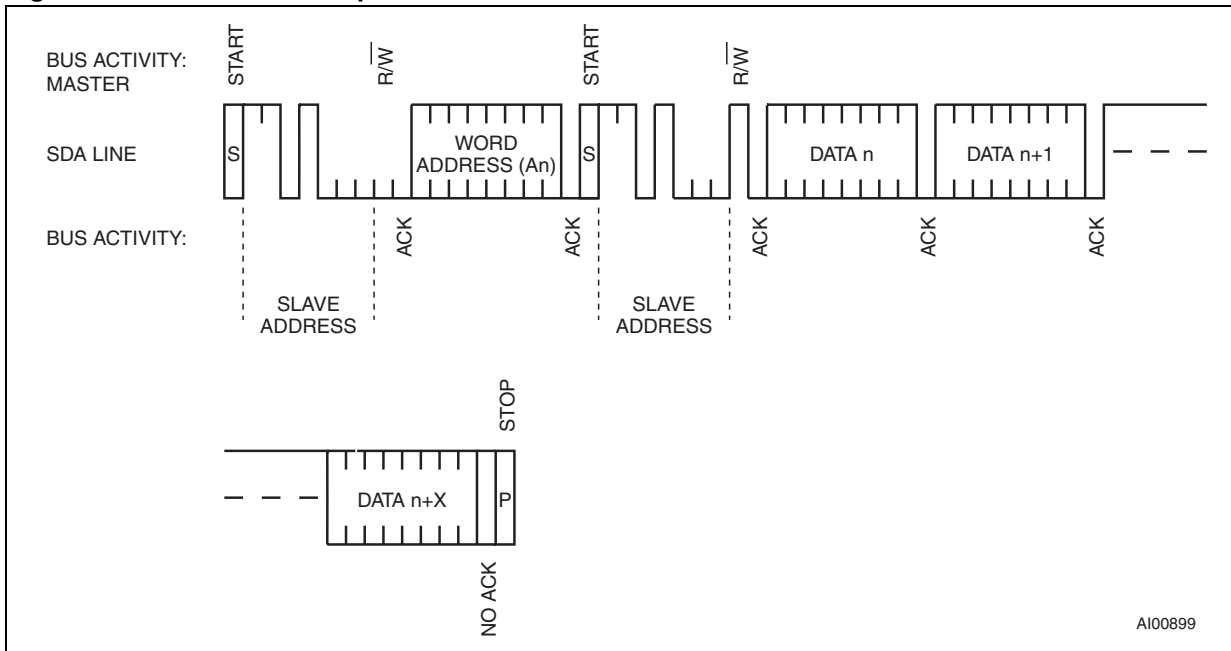 BUS ACTIVITY:
MASTER
START
R/W
START
R/W
SDA LINE
S
WORD
ADDRESS (An)
S
DATA n
DATA n+1
BUS ACTIVITY:
ACK
ACK
ACK
ACK
ACK
SLAVE
ADDRESS
SLAVE
ADDRESS
STOP
DATA n+X
P
NO ACK
AI00899